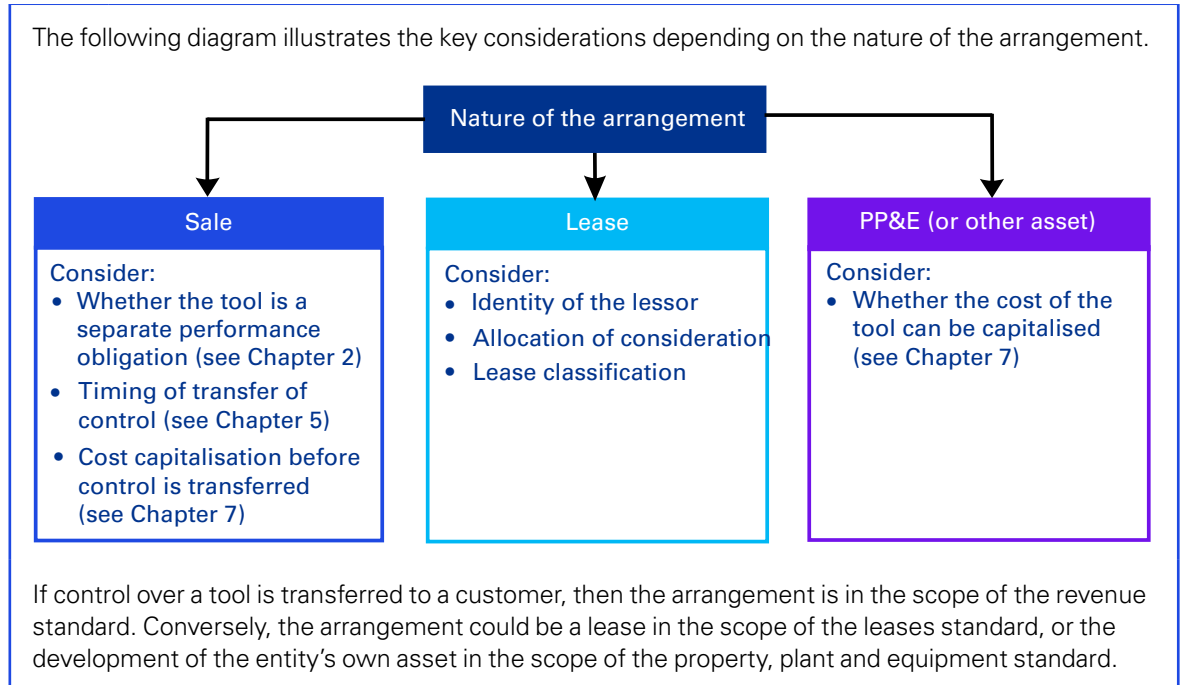 The following diagram illustrates the key considerations depending on the nature of the arrangement.
Nature of the arrangement
Sale
Consider:
• Whether the tool is a
separate performance
obligation (see Chapter 2)
• Timing of transfer of
control (see Chapter 5)
• Cost capitalisation before
control is transferred
(see Chapter 7)
Lease
Consider:
• Identity of the lessor
• Allocation of consideration
• Lease classification
PP&E (or other asset)
Consider:
• Whether the cost of the
tool can be capitalised
(see Chapter 7)
If control over a tool is transferred to a customer, then the arrangement is in the scope of the revenue
standard. Conversely, the arrangement could be a lease in the scope of the leases standard, or the
development of the entity’s own asset in the scope of the property, plant and equipment standard.